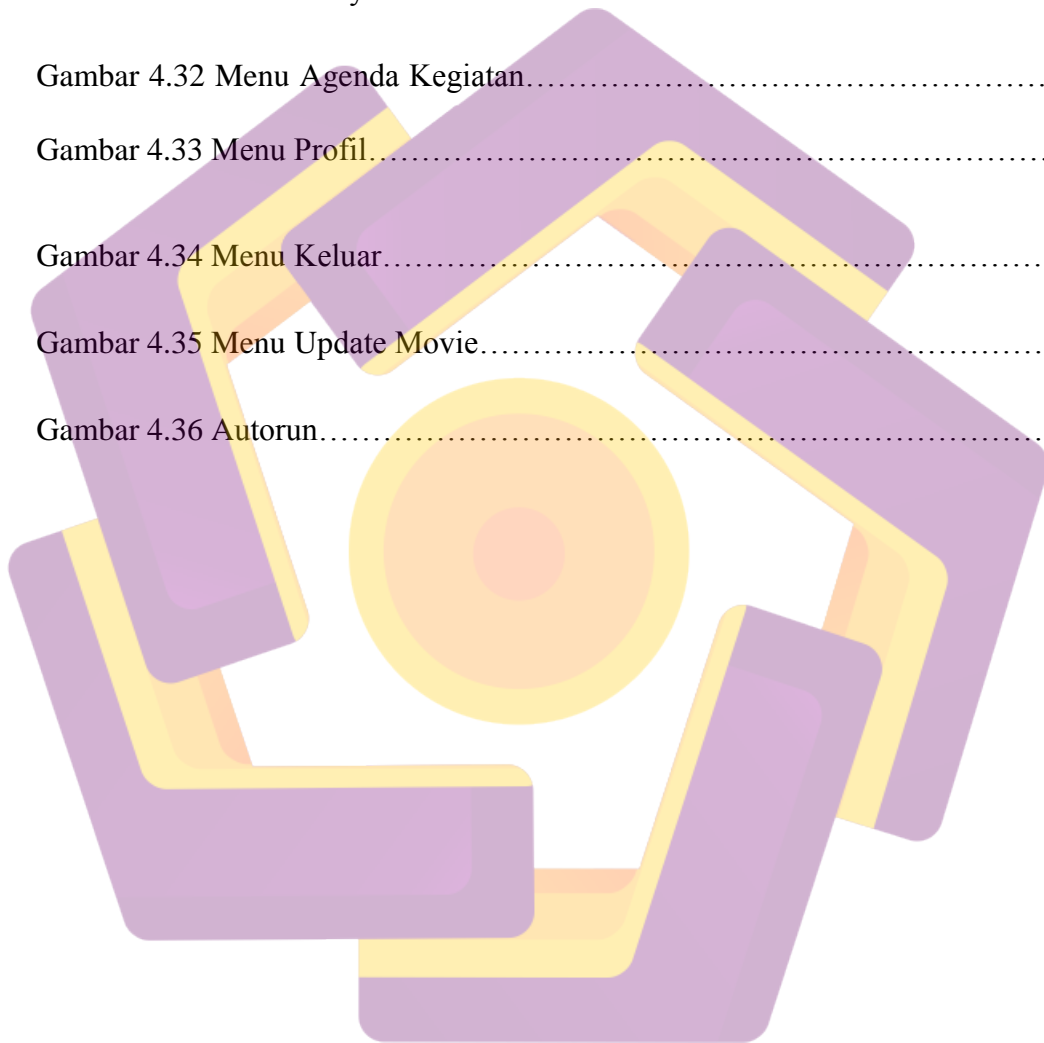 Gambar 4.32 Menu Agenda Kegiatan……………………………………………
Gambar 4.33 Menu Profil………………………………………………………
Gambar 4.34 Menu Keluar………………………………………………………
Gambar 4.35 Menu Update Movie………………………………………………
Gambar 4.36 Autorun……………………………………………………………